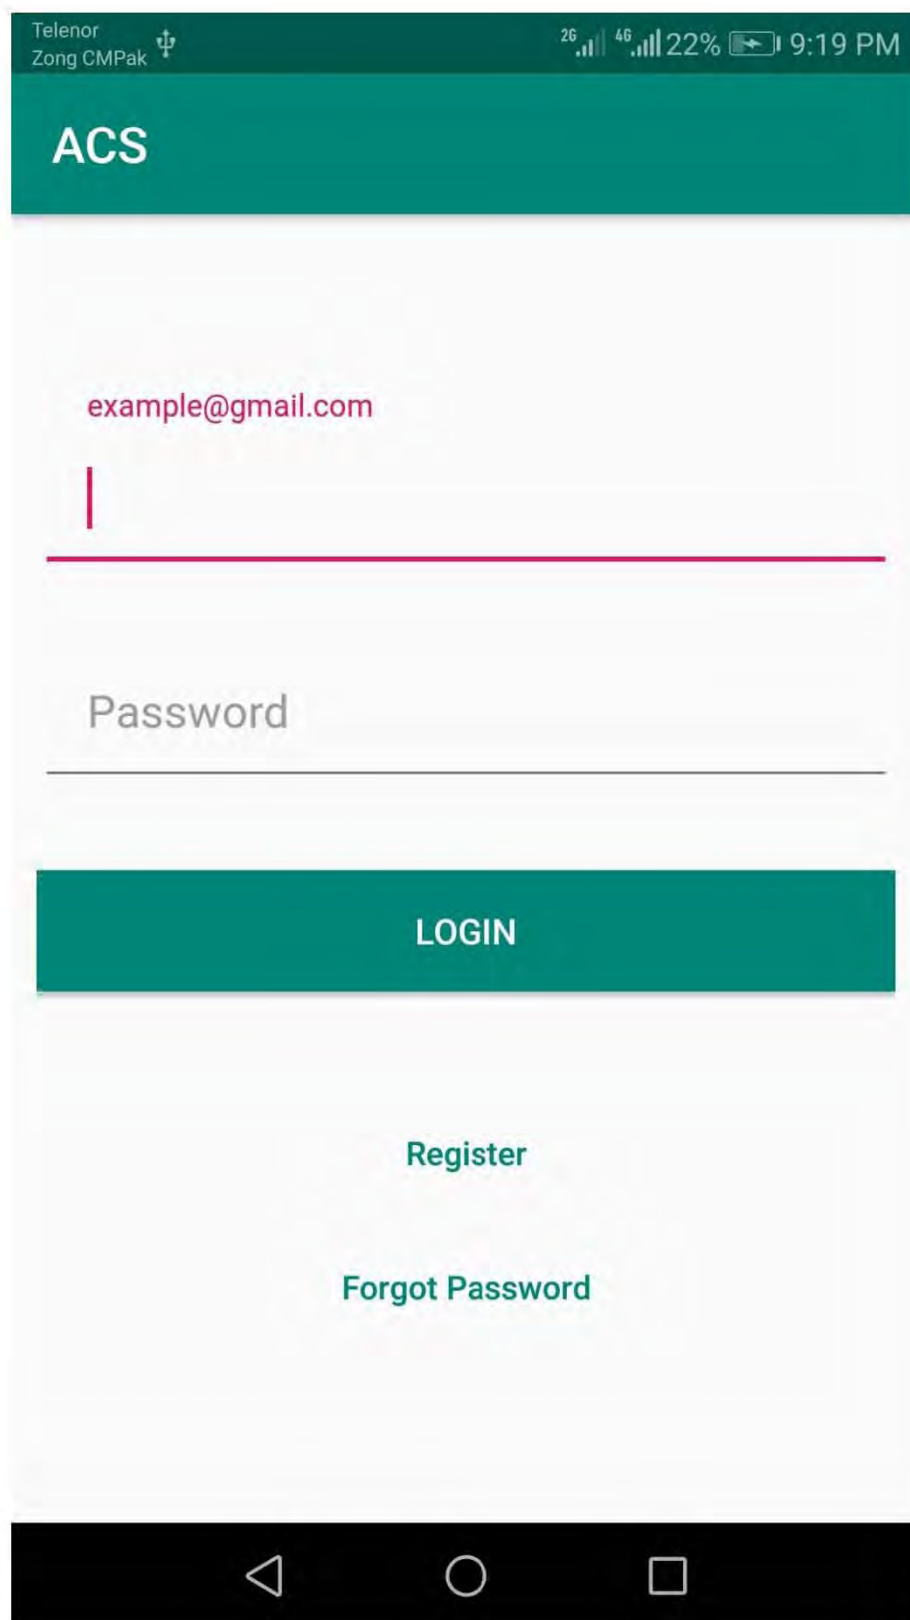 Telenor
Zong CMPak
2G 4G 22% 9:19 PM
ACS
example@gmail.com
Password
LOGIN
Register
Forgot Password